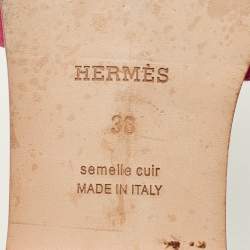 HERMÈS
36
semelle cuir
MADE IN ITALY